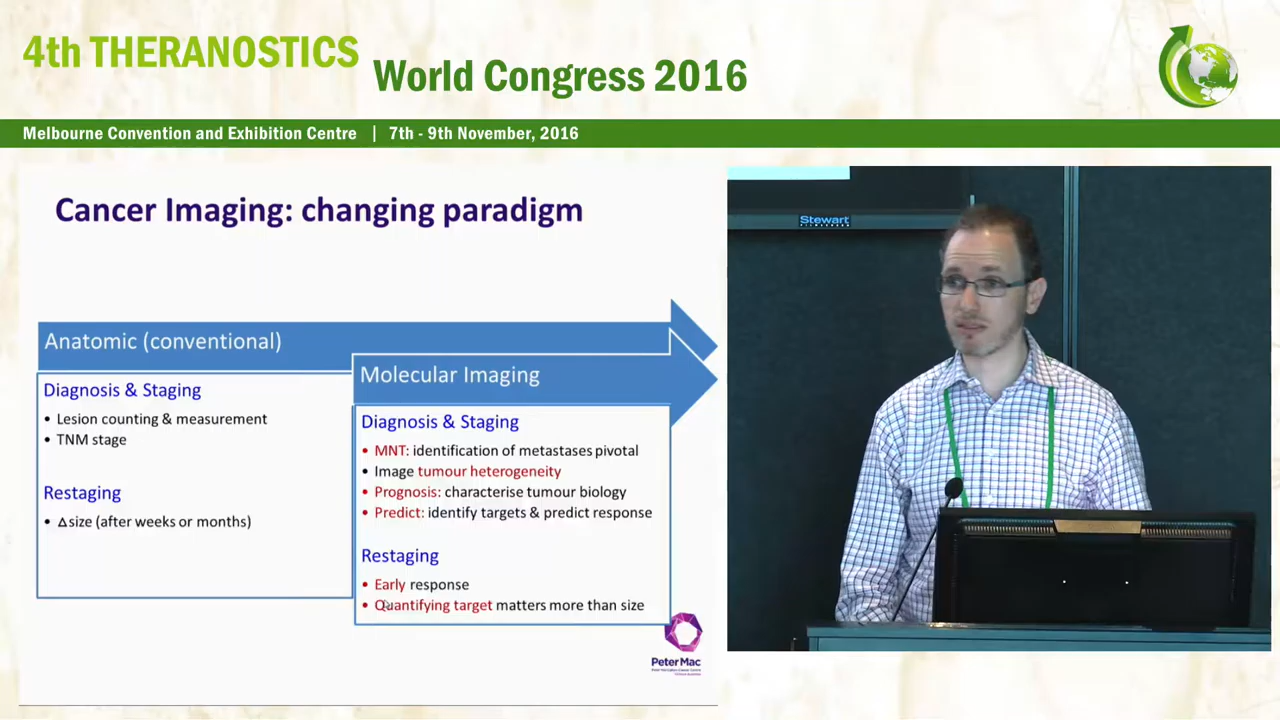 4th THERANOSTICS
World Congress 2016
Melbourne Convention and Exhibition Centre | 7th - 9th November, 2016
Cancer Imaging: changing paradigm
Anatomic (conventional)
Diagnosis & Staging
• Lesion counting & measurement
• TNM stage
Restaging
• Δsize (after weeks or months)
Molecular Imaging
Diagnosis & Staging
• MNT: identification of metastases pivotal
• Image tumour heterogeneity
• Prognosis: characterise tumour biology
• Predict: identify targets & predict response
Restaging
• Early response
• Quantifying target matters more than size
Peter Mac
Stewart